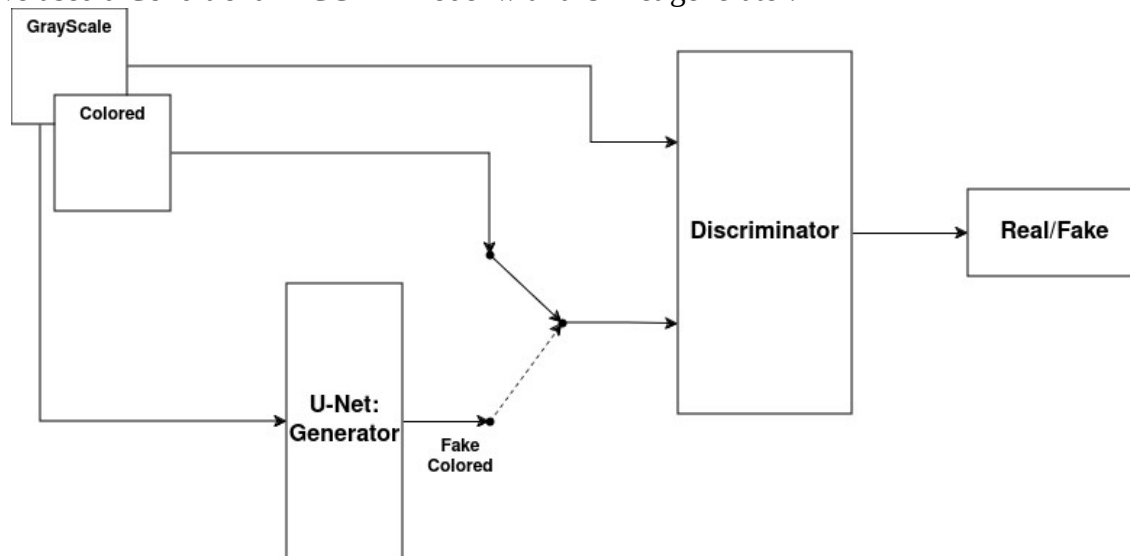 GrayScale
Colored
Discriminator
Real/Fake
U-Net:
Generator
Fake
Colored